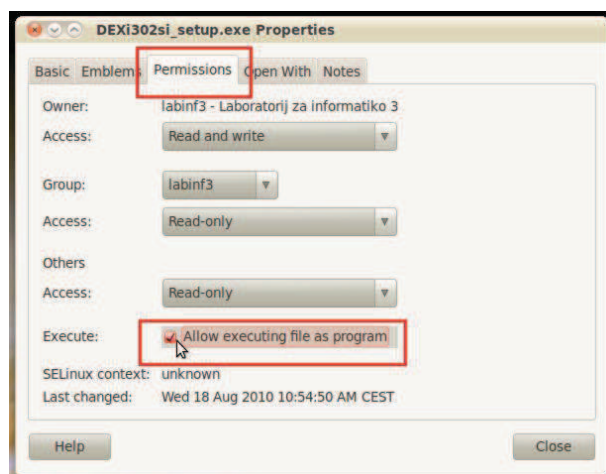 DEXi302si_setup.exe Properties
Basic Emblems Permissions Open With Notes
Owner: labinf3 - Laboratorij za informatiko 3
Access: Read and write
Group: labinf3
Access: Read-only
Others
Access: Read-only
Execute: Allow executing file as program
SELinux context: unknown
Last changed: Wed 18 Aug 2010 10:54:50 AM CEST
Help Close